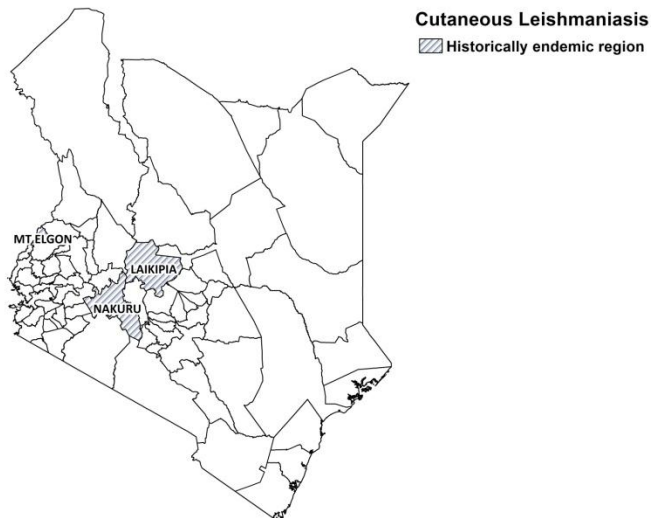 Cutaneous Leishmaniasis
Historically endemic region
MT ELGON
LAIKIPIA
NAKURU